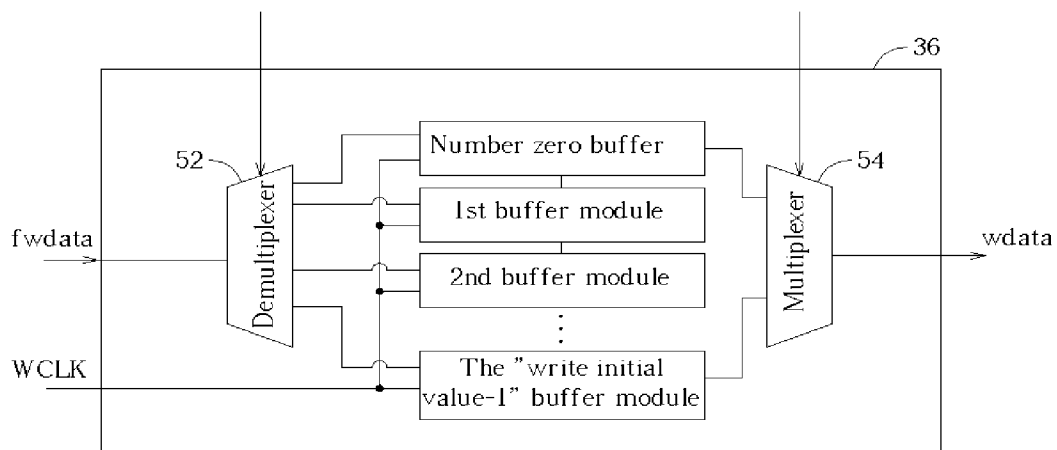 36
52
Number zero buffer
54
1st buffer module
fwdata
Demultiplexer
Multiplexer
wdata
2nd buffer module
WCLK
The "write initial
value-1" buffer module